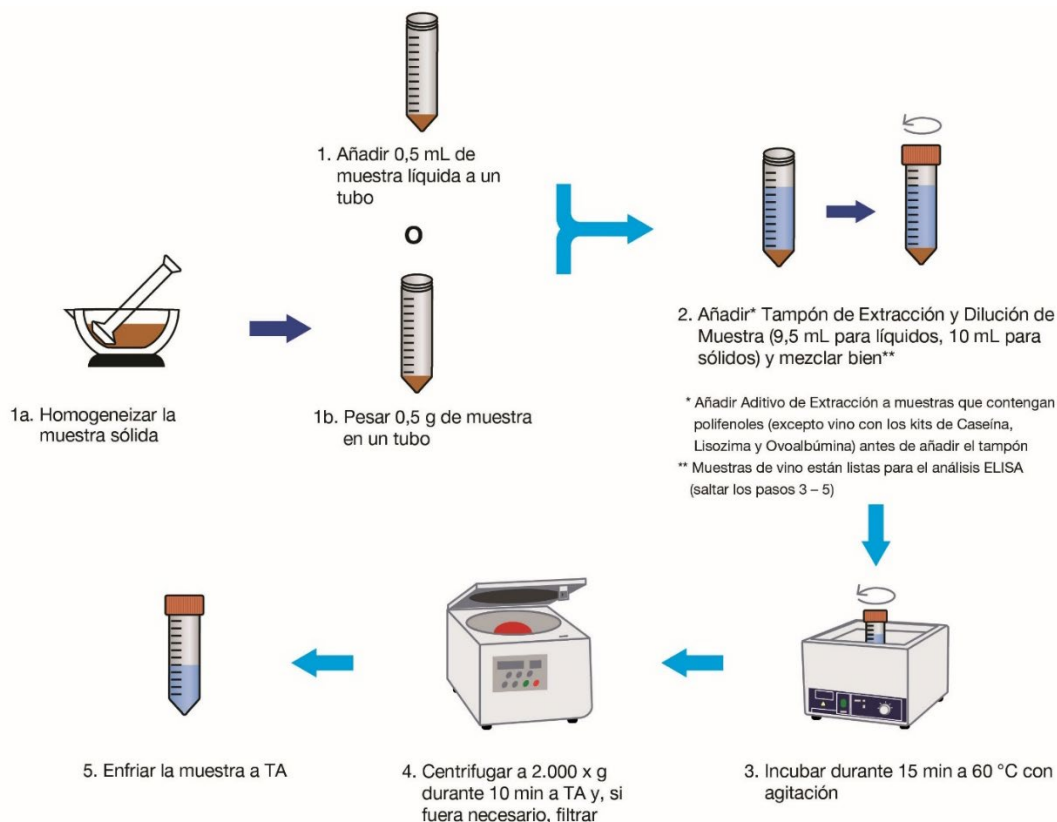 1. Añadir 0,5 mL de
muestra líquida a un
tubo
O
1a. Homogeneizar la
muestra sólida
1b. Pesar 0,5 g de muestra
en un tubo
2. Añadir* Tampón de Extracción y Dilución de
Muestra (9,5 mL para líquidos, 10 mL para
sólidos) y mezclar bien**
* Añadir Aditivo de Extracción a muestras que contengan
polifenoles (excepto vino con los kits de Caseína,
Lisozima y Ovoalbúmina) antes de añadir el tampón
** Muestras de vino están listas para el análisis ELISA
(saltar los pasos 3 – 5)
3. Incubar durante 15 min a 60 °C con
agitación
4. Centrifugar a 2.000 x g
durante 10 min a TA y, si
fuera necesario, filtrar
5. Enfriar la muestra a TA